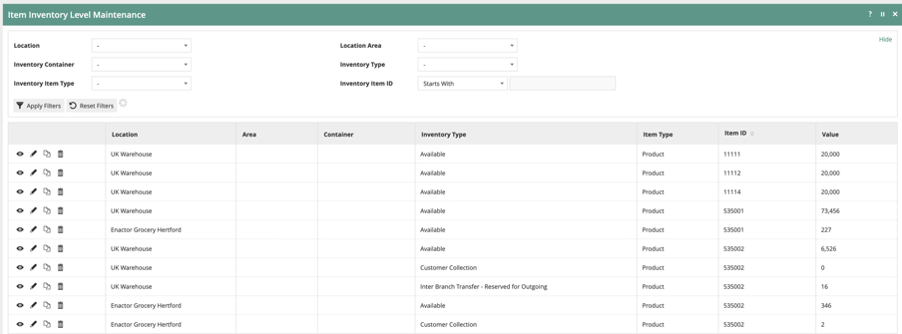 Item Inventory Level Maintenance ? II ×
Hide
Location - Location Area -
Inventory Container - Inventory Type -
Inventory Item Type - Inventory Item ID Starts With
Apply Filters Reset Filters
Location Area Container Inventory Type Item Type Item ID Value
UK Warehouse Available Product 11111 20,000
UK Warehouse Available Product 11112 20,000
UK Warehouse Available Product 11114 20,000
UK Warehouse Available Product 535001 73,456
Enactor Grocery Hertford Available Product 535001 227
UK Warehouse Available Product 535002 6,526
UK Warehouse Customer Collection Product 535002 0
UK Warehouse Inter Branch Transfer - Reserved for Outgoing Product 535002 16
Enactor Grocery Hertford Available Product 535002 346
Enactor Grocery Hertford Customer Collection Product 535002 2